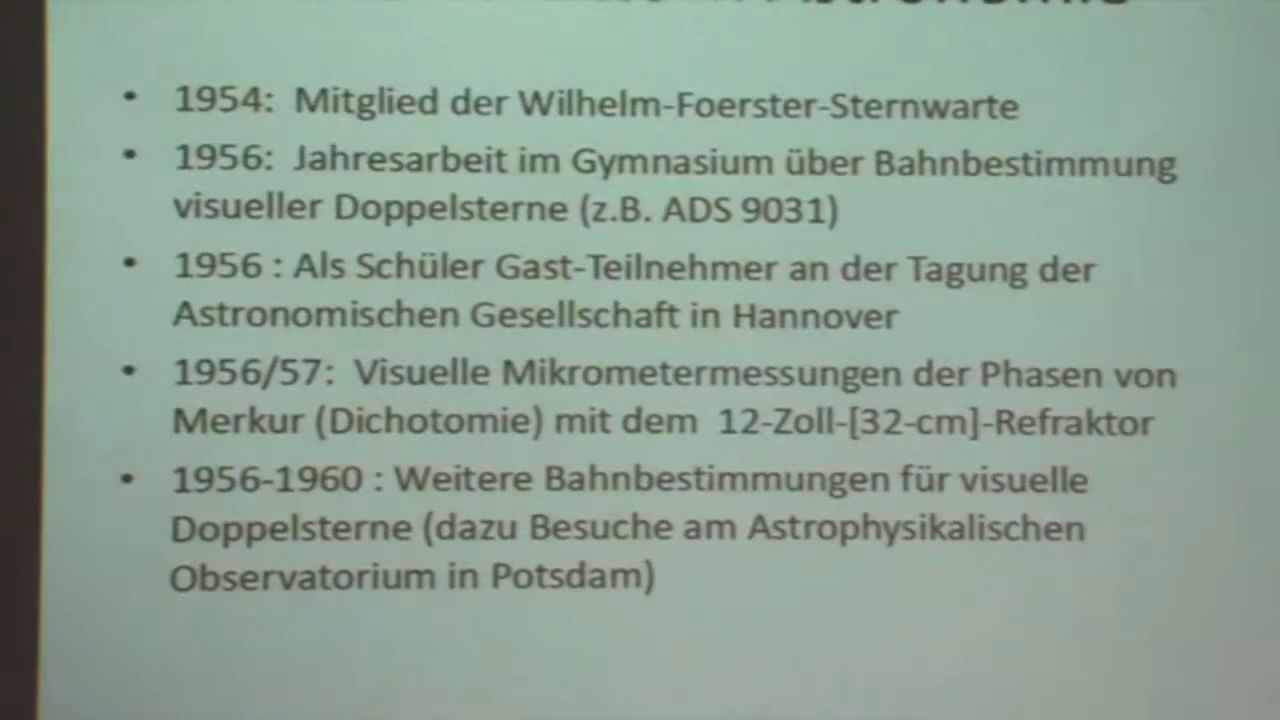 • 1954:  Mitglied der Wilhelm-Foerster-Sternwarte
• 1956:  Jahresarbeit im Gymnasium über Bahnbestimmung
visueller Doppelsterne (z.B. ADS 9031)
• 1956 : Als Schüler Gast-Teilnehmer an der Tagung der
Astronomischen Gesellschaft in Hannover
• 1956/57:  Visuelle Mikrometermessungen der Phasen von
Merkur (Dichotomie) mit dem  12-Zoll-[32-cm]-Refraktor
• 1956-1960 : Weitere Bahnbestimmungen für visuelle
Doppelsterne (dazu Besuche am Astrophysikalischen
Observatorium in Potsdam)